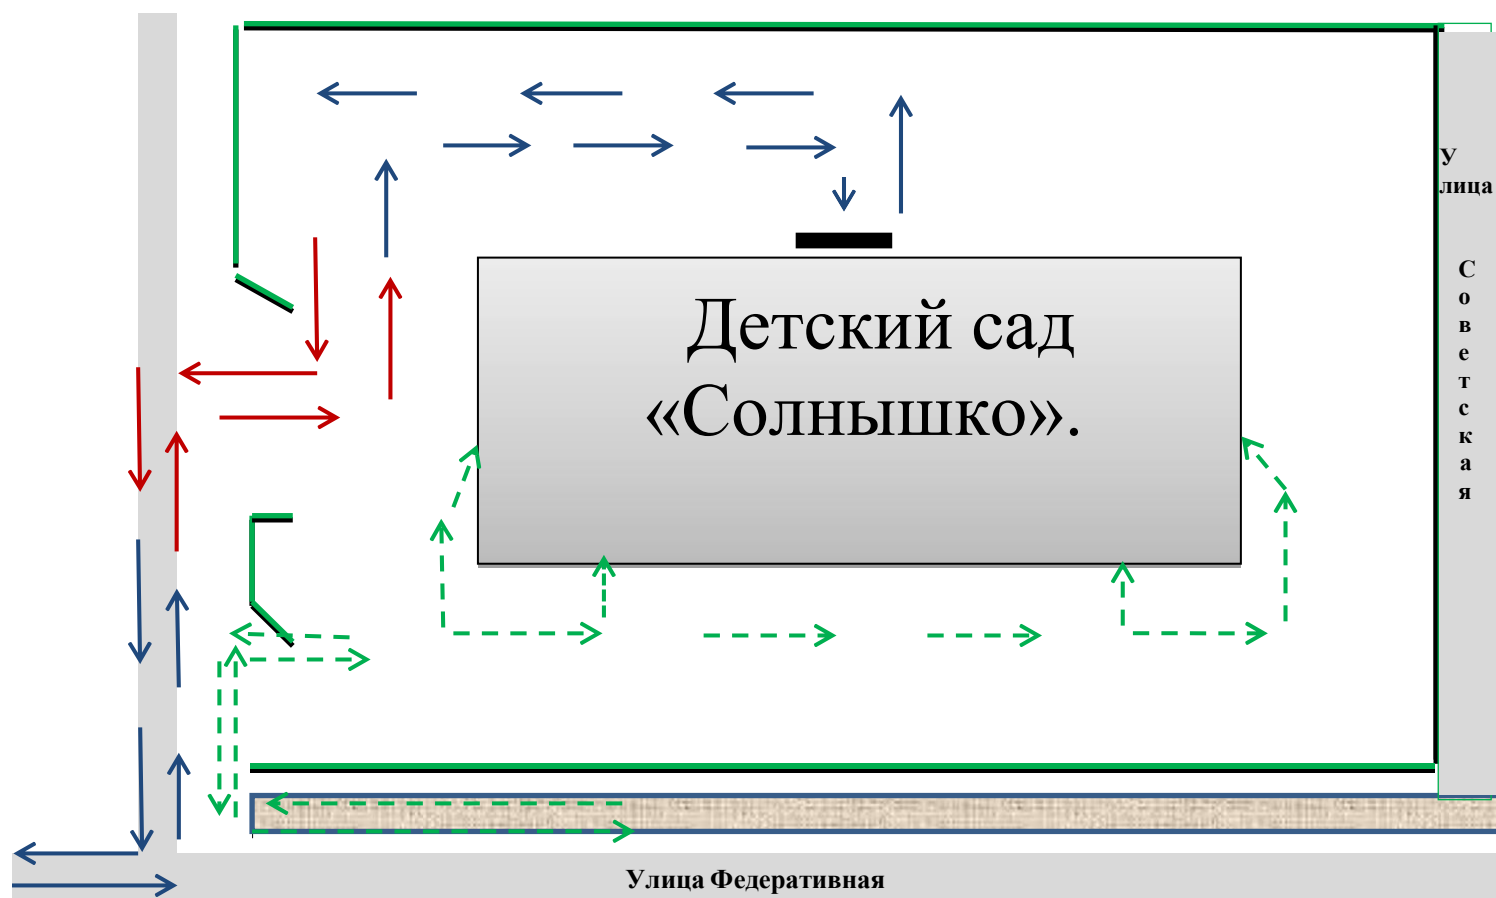 У
лица
С
о
в
е
т
с
к
а
я
Детский сад
«Солнышко».
Улица Федеративная